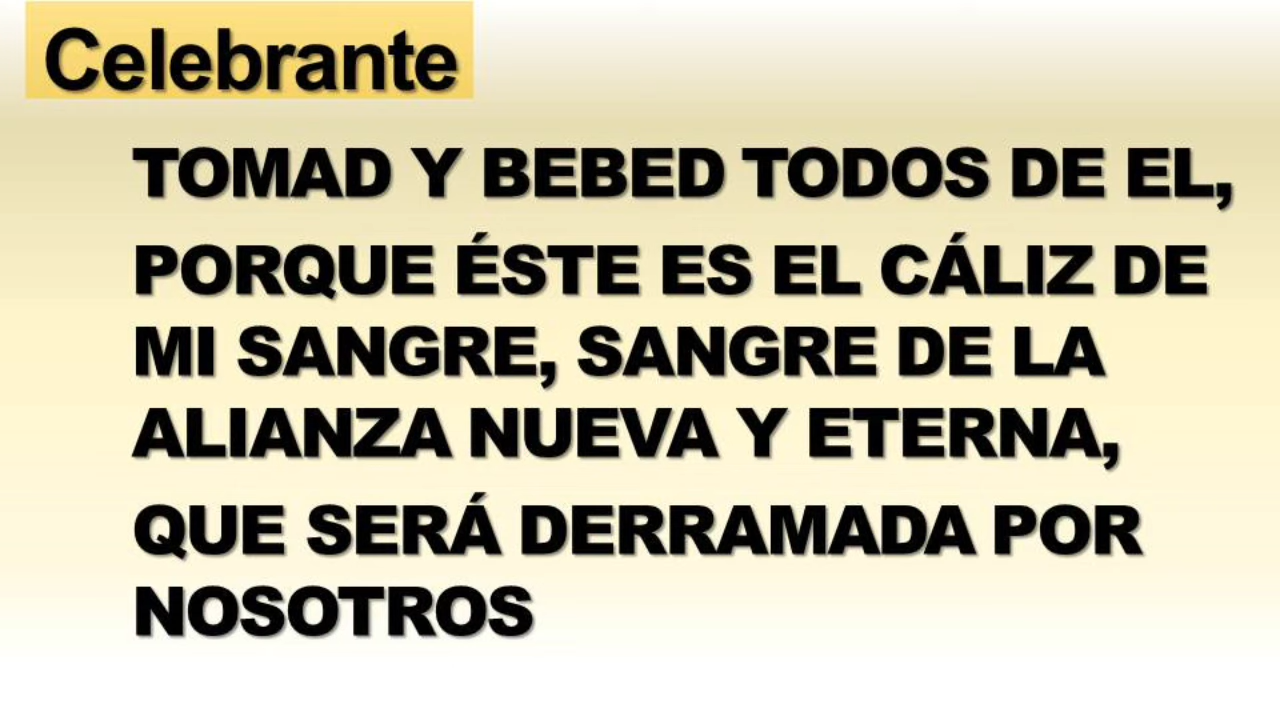 Celebrante
TOMAD Y BEBED TODOS DE EL,
PORQUE ÉSTE ES EL CÁLIZ DE
MI SANGRE, SANGRE DE LA
ALIANZA NUEVA Y ETERNA,
QUE SERÁ DERRAMADA POR
NOSOTROS